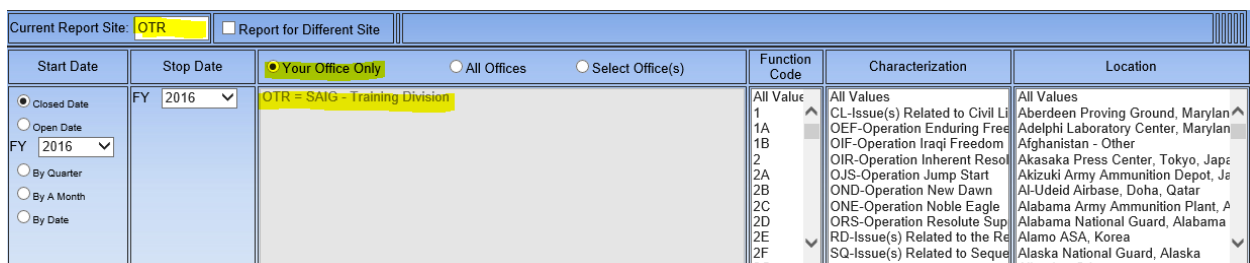 Current Report Site: OTR Report for Different Site
Start Date Stop Date Your Office Only All Offices Select Office(s) Function Code Characterization Location
Closed Date
Open Date
FY 2016
By Quarter
By A Month
By Date
FY 2016
OTR = SAIG - Training Division
All Value
1
1A
1B
2
2A
2B
2C
2D
2E
2F
All Values
CL-Issue(s) Related to Civil Li
OEF-Operation Enduring Free
OIF-Operation Iraqi Freedom
OIR-Operation Inherent Resol
OJS-Operation Jump Start
OND-Operation New Dawn
ONE-Operation Noble Eagle
ORS-Operation Resolute Sup
RD-Issue(s) Related to the Re
SQ-Issue(s) Related to Seque
All Values
Aberdeen Proving Ground, Marylan
Adelphi Laboratory Center, Marylan
Afghanistan - Other
Akasaka Press Center, Tokyo, Japa
Akizuki Army Ammunition Depot, Ja
Al-Udeid Airbase, Doha, Qatar
Alabama Army Ammunition Plant, A
Alabama National Guard, Alabama
Alamo ASA, Korea
Alaska National Guard, Alaska